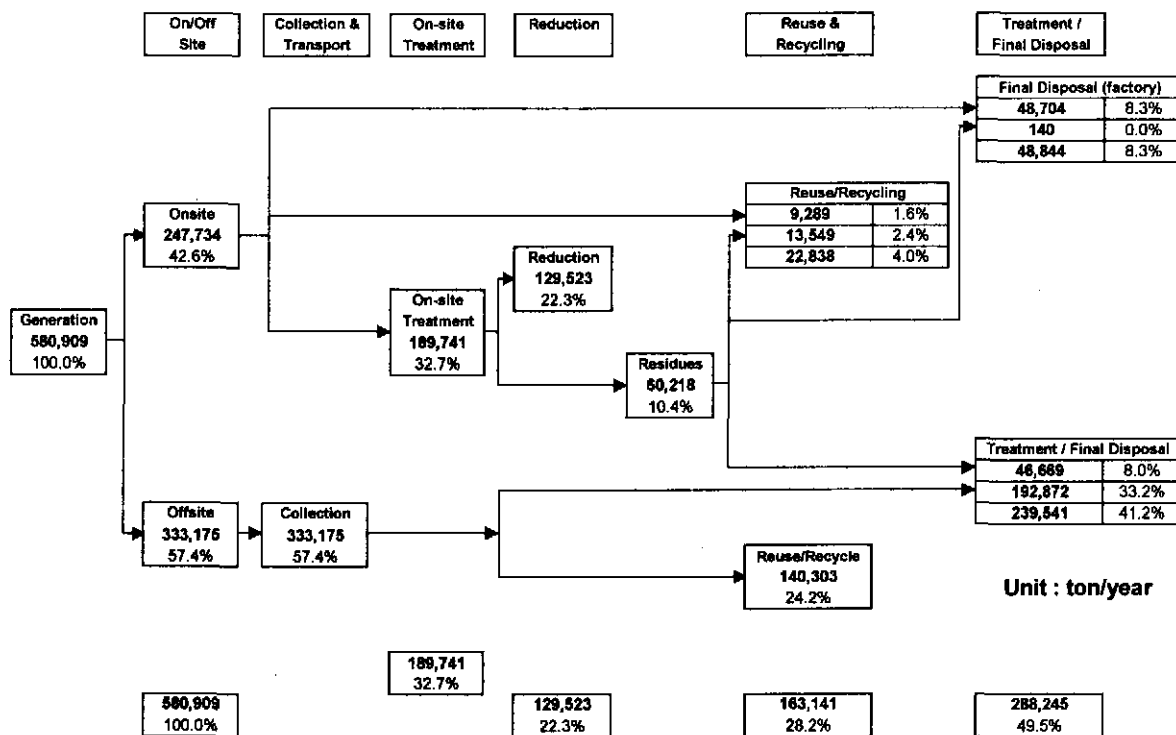 On/Off
Site
Collection &
Transport
On-site
Treatment
Reduction
Reuse &
Recycling
Treatment /
Final Disposal
Final Disposal (factory)
48,704 8.3%
140 0.0%
48,844 8.3%
Reuse/Recycling
9,289 1.6%
13,549 2.4%
22,838 4.0%
Onsite
247,734
42.6%
Reduction
129,523
22.3%
On-site
Treatment
189,741
32.7%
Generation
580,909
100.0%
Residues
60,218
10.4%
Treatment / Final Disposal
46,669 8.0%
192,872 33.2%
239,541 41.2%
Offsite
333,175
57.4%
Collection
333,175
57.4%
Reuse/Recycle
140,303
24.2%
Unit : ton/year
189,741
32.7%
580,909
100.0%
129,523
22.3%
163,141
28.2%
288,245
49.5%